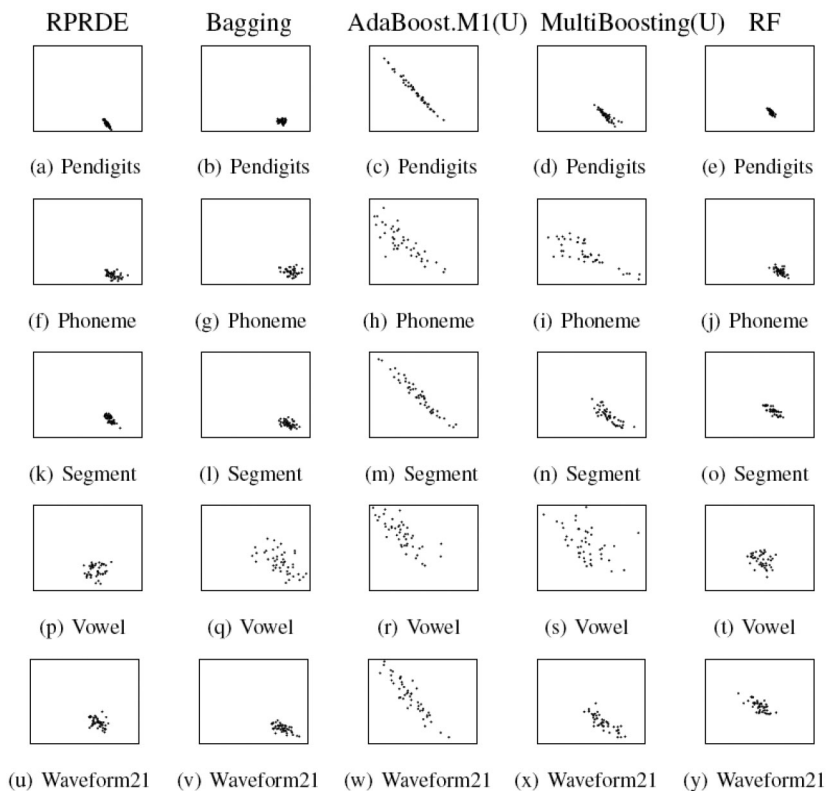 RPRDE Bagging AdaBoost.M1(U) MultiBoosting(U) RF
(a) Pendigits (b) Pendigits (c) Pendigits (d) Pendigits (e) Pendigits
(f) Phoneme (g) Phoneme (h) Phoneme (i) Phoneme (j) Phoneme
(k) Segment (l) Segment (m) Segment (n) Segment (o) Segment
(p) Vowel (q) Vowel (r) Vowel (s) Vowel (t) Vowel
(u) Waveform21 (v) Waveform21 (w) Waveform21 (x) Waveform21 (y) Waveform21